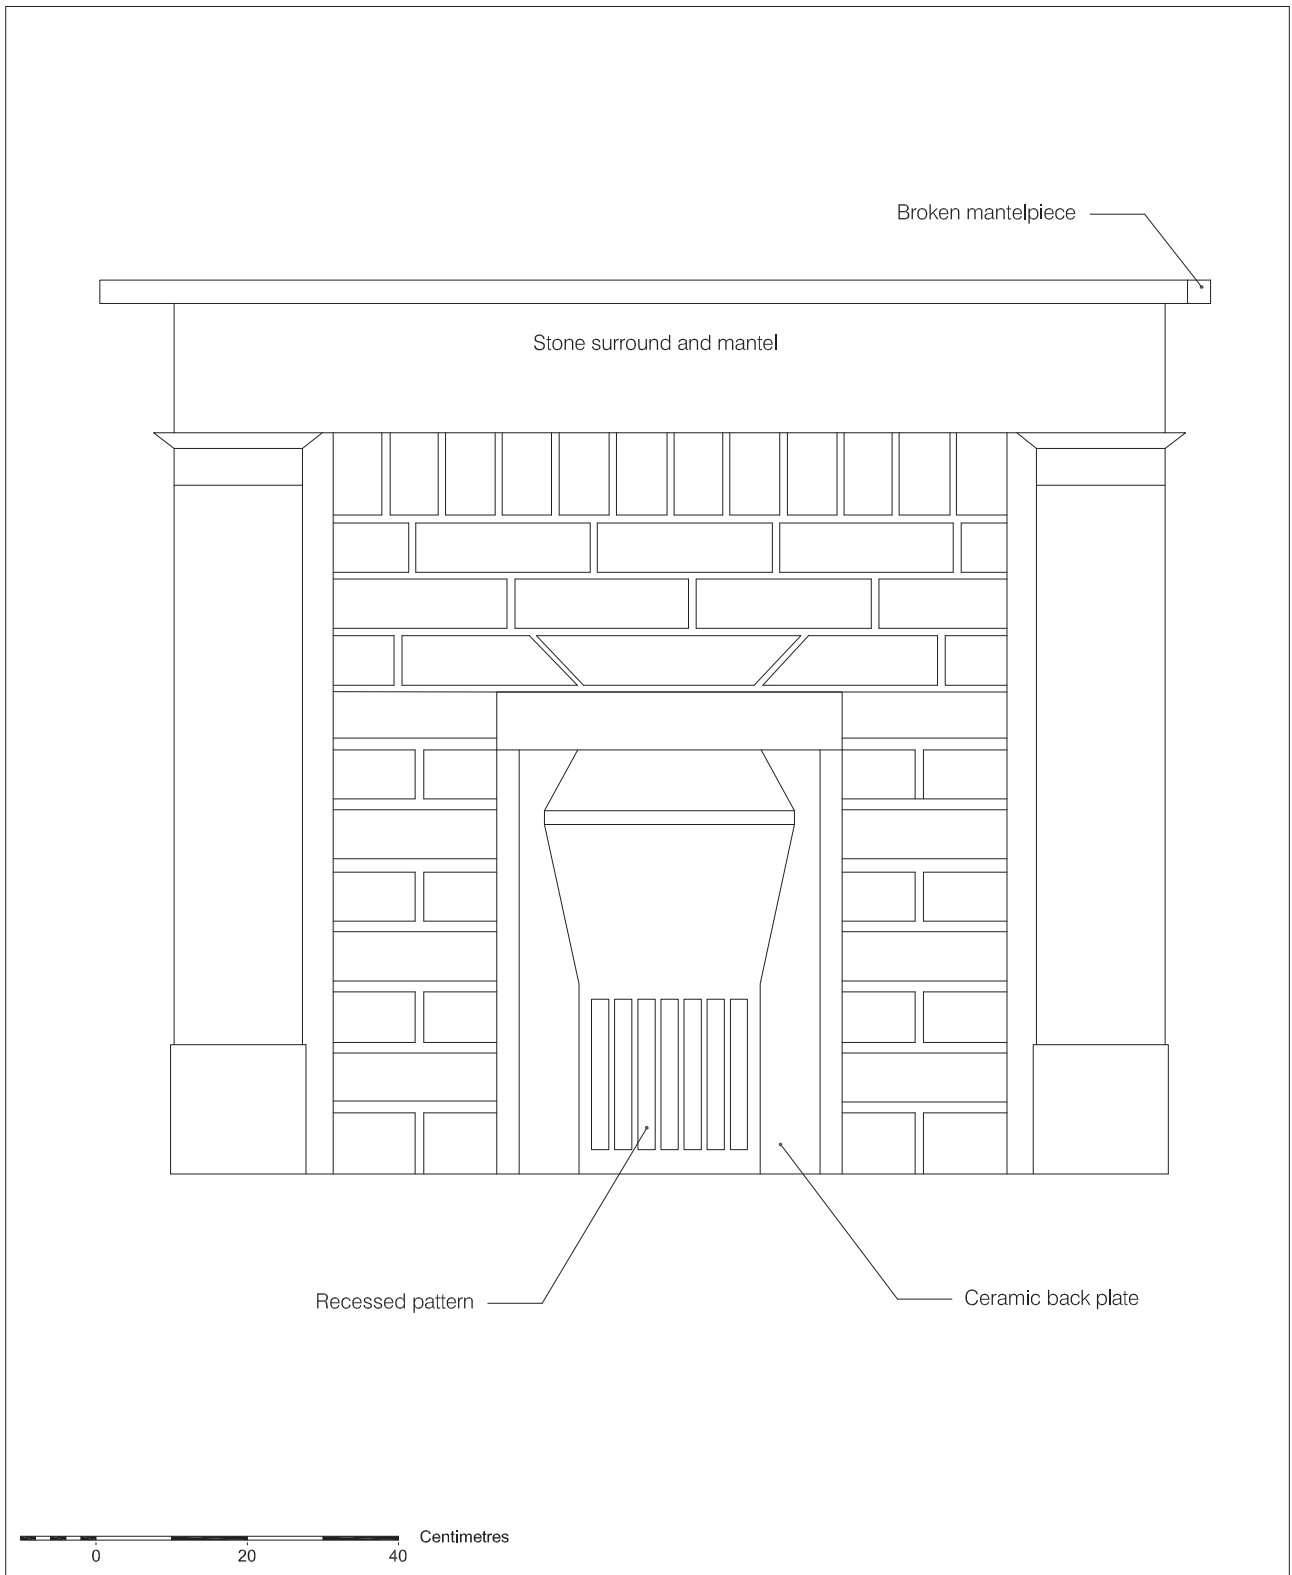 Broken mantelpiece
Stone surround and mantel
Recessed pattern
Ceramic back plate
Centimetres
0 20 40